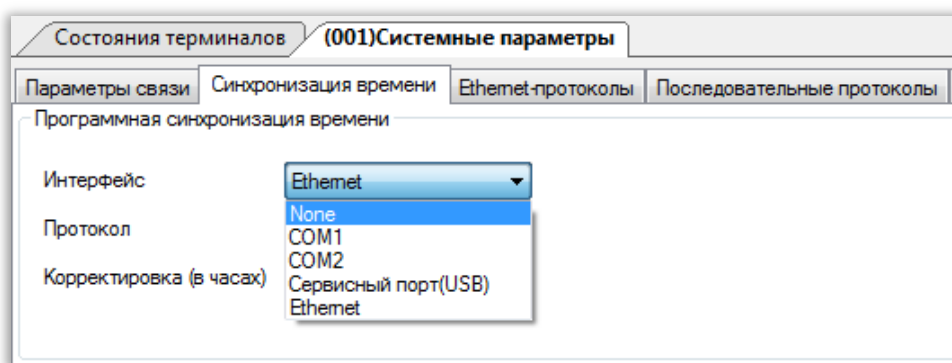 Состояния терминалов (001)Системные параметры
Параметры связи Синхронизация времени Ethernet-протоколы Последовательные протоколы
Программная синхронизация времени
Интерфейс Ethernet
None
Протокол COM1
COM2
Корректировка (в часах) Сервисный порт(USB)
Ethernet